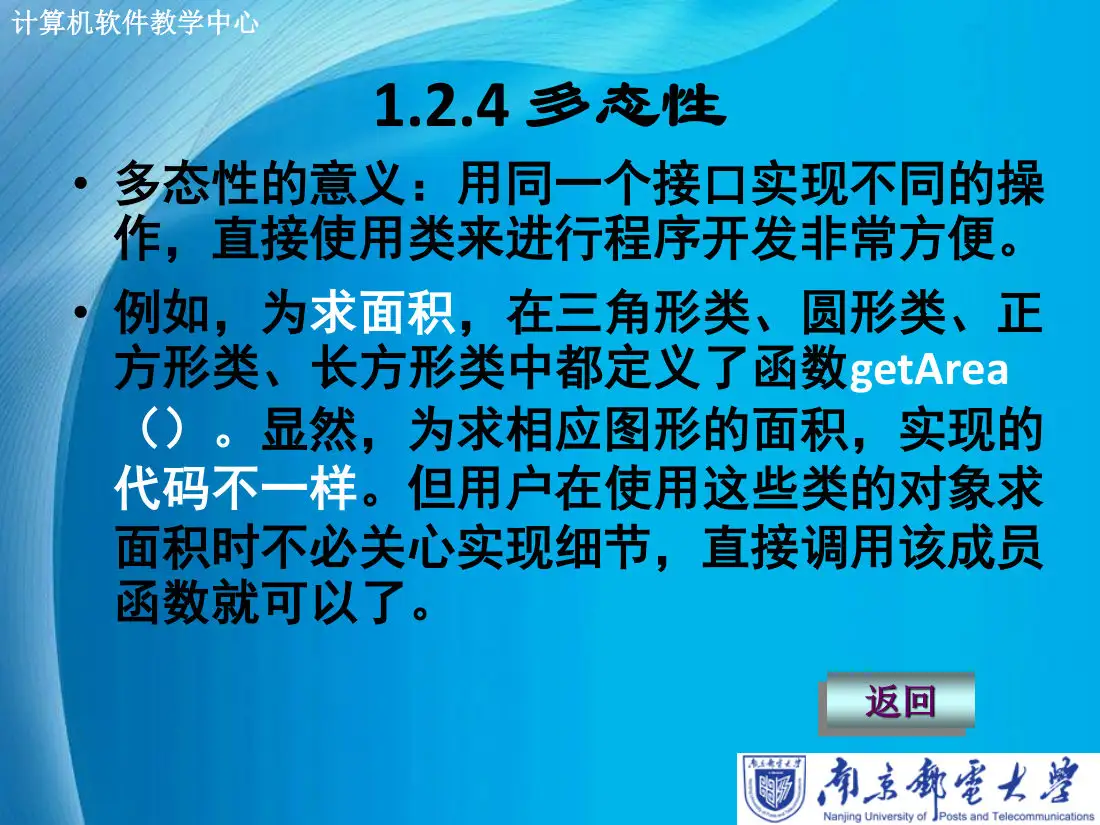 计算机软件教学中心
1.2.4 多态性
• 多态性的意义：用同一个接口实现不同的操
作，直接使用类来进行程序开发非常方便。
• 例如，为求面积，在三角形类、圆形类、正
方形类、长方形类中都定义了函数getArea
（）。显然，为求相应图形的面积，实现的
代码不一样。但用户在使用这些类的对象求
面积时不必关心实现细节，直接调用该成员
函数就可以了。
返回
南京郵電大學
Nanjing University of Posts and Telecommunications